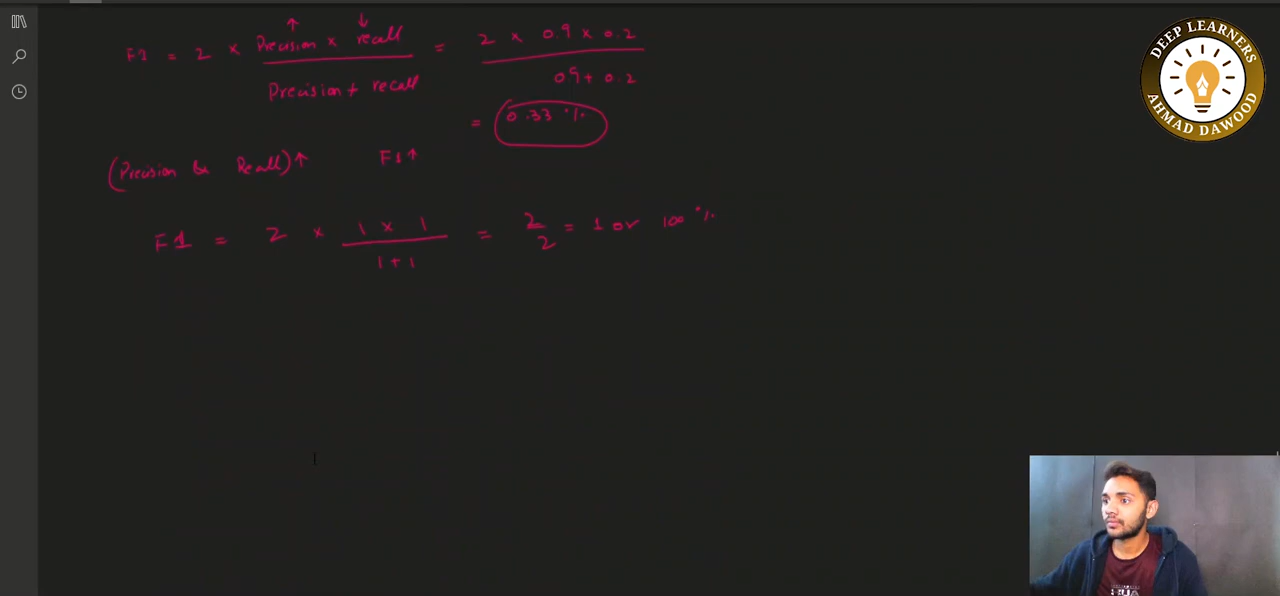 F1 = 2 × Precision × recall / Precision + recall = 2 × 0.9 × 0.2 / 0.9 + 0.2
= 0.33 %
(Precision & Recall) ↑ F1 ↑
F1 = 2 × 1 × 1 / 1 + 1 = 2 / 2 = 1 or 100 %
DEEP LEARNERS
AHMAD DAWOOD